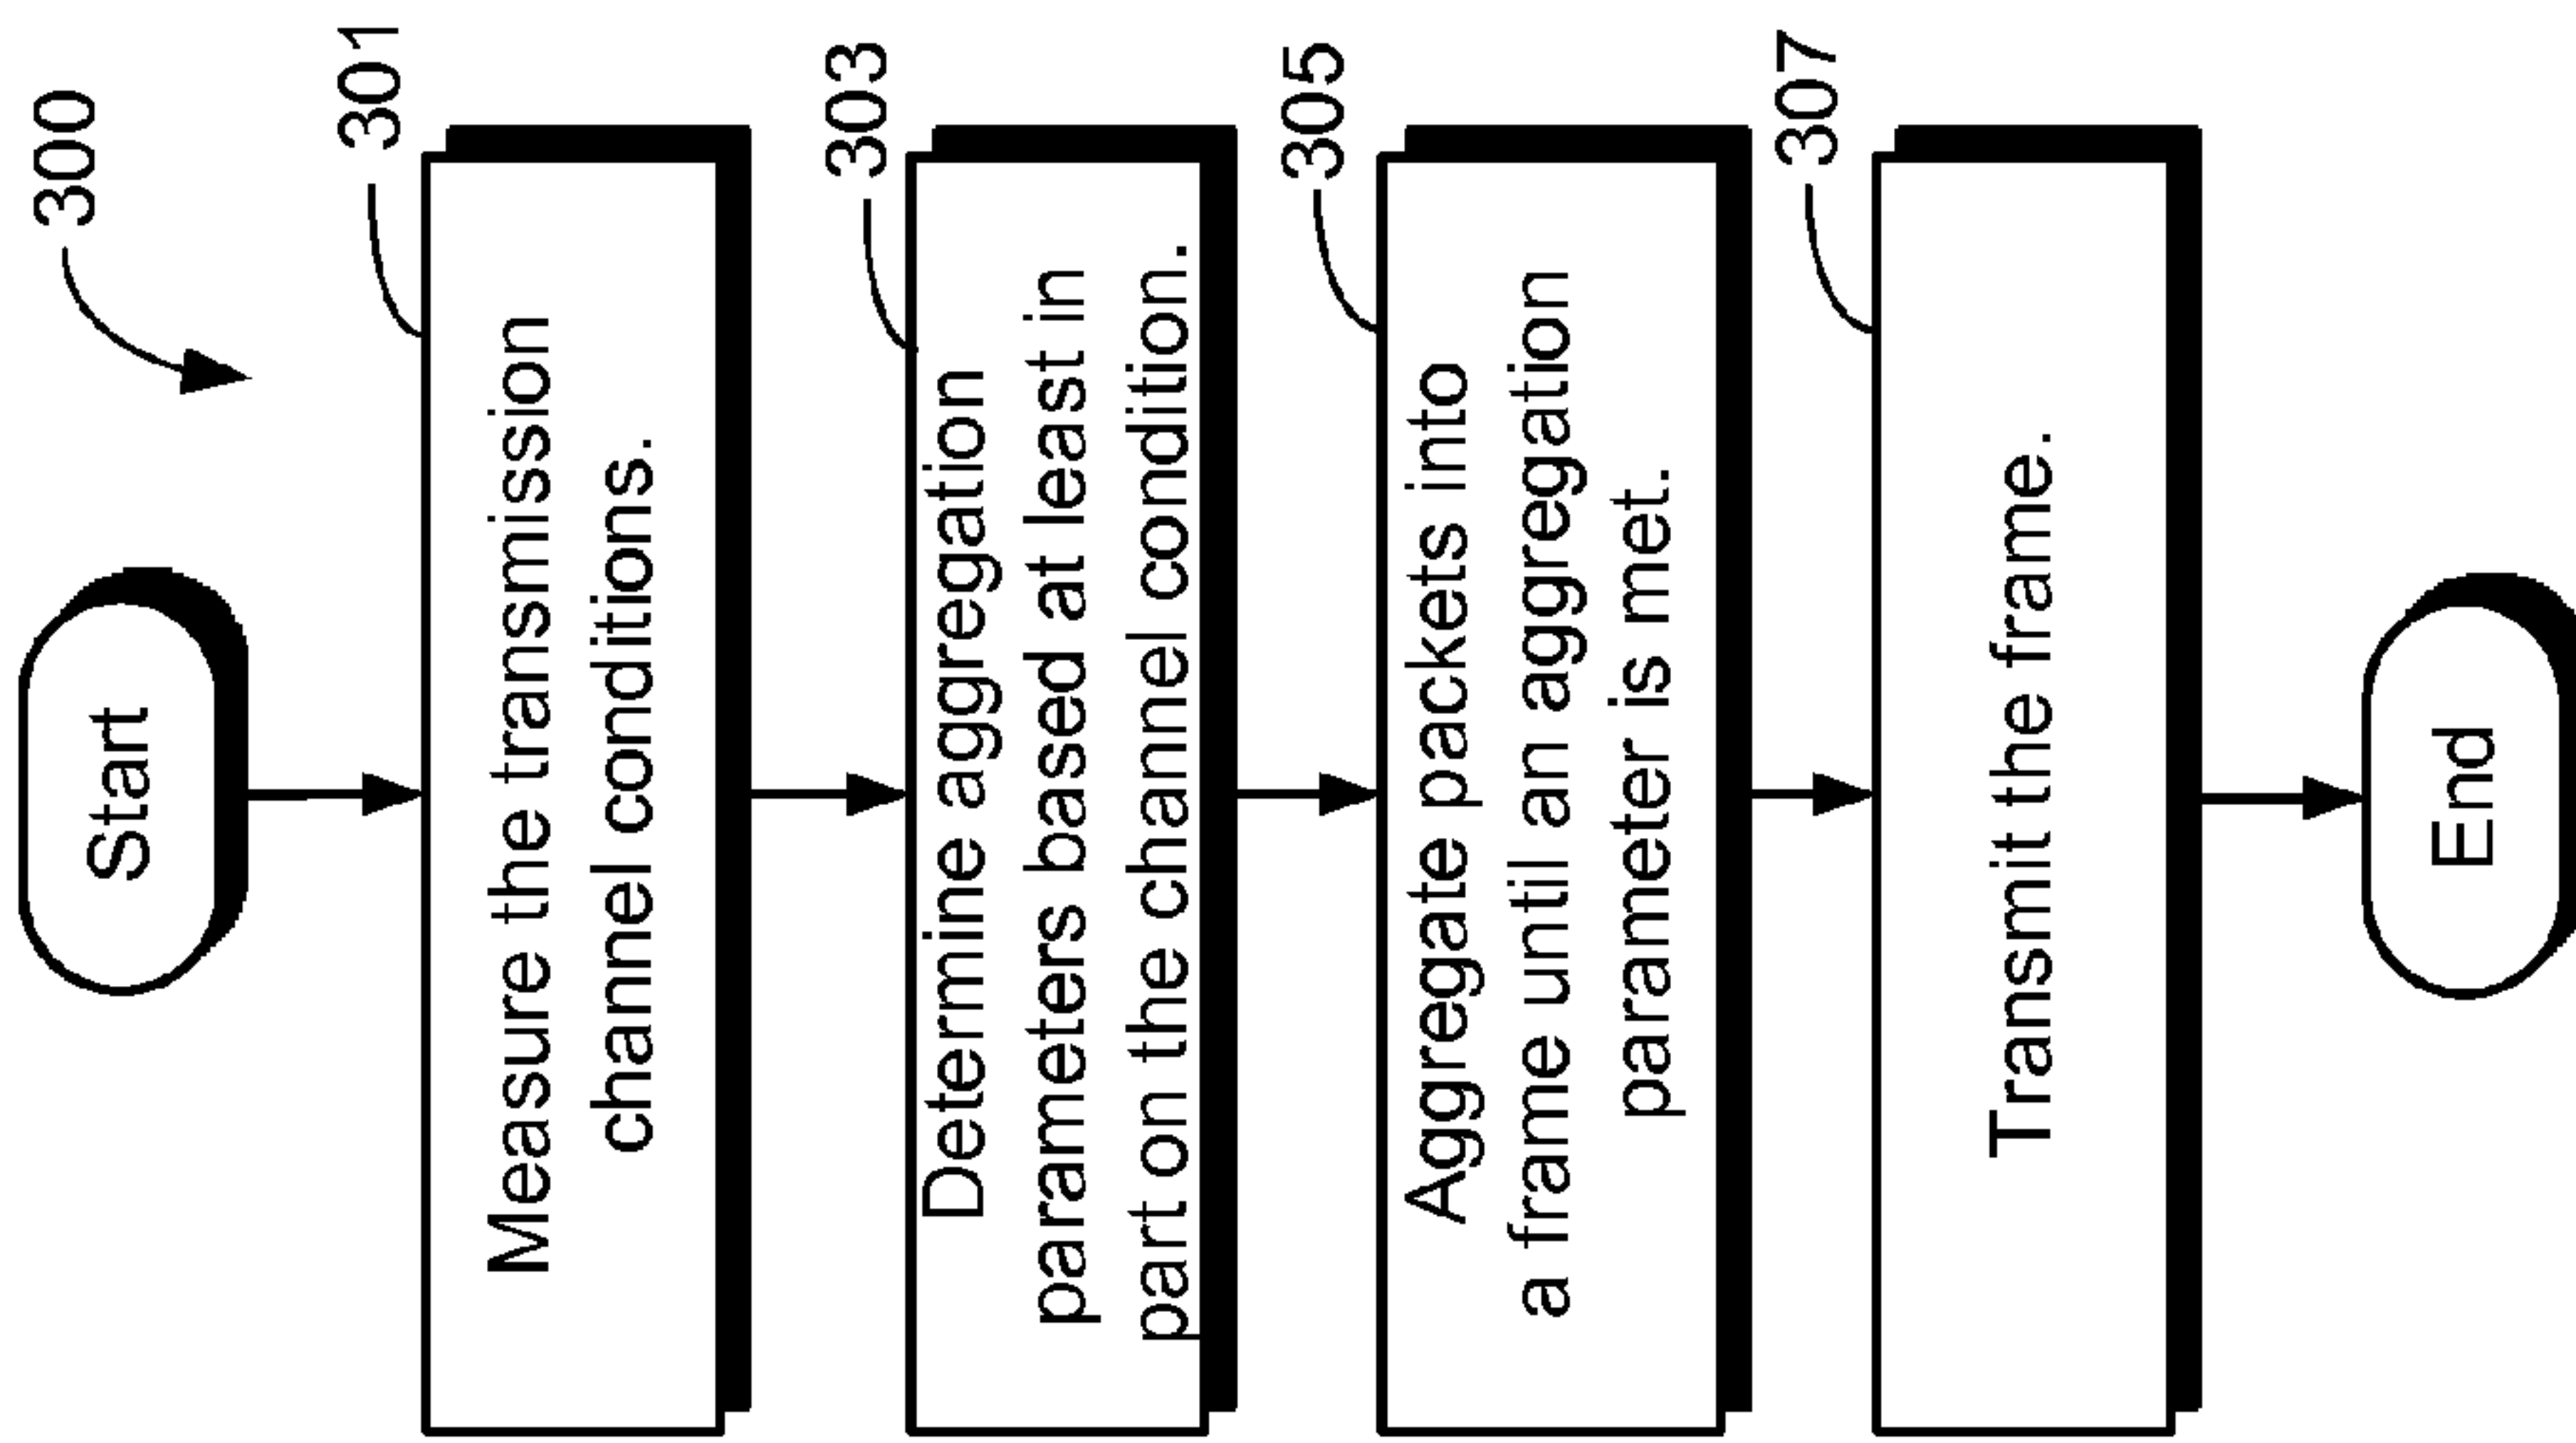 300
Start
301
Measure the transmission
channel conditions.
303
Determine aggregation
parameters based at least in
part on the channel condition.
305
Aggregate packets into
a frame until an aggregation
parameter is met.
307
Transmit the frame.
End